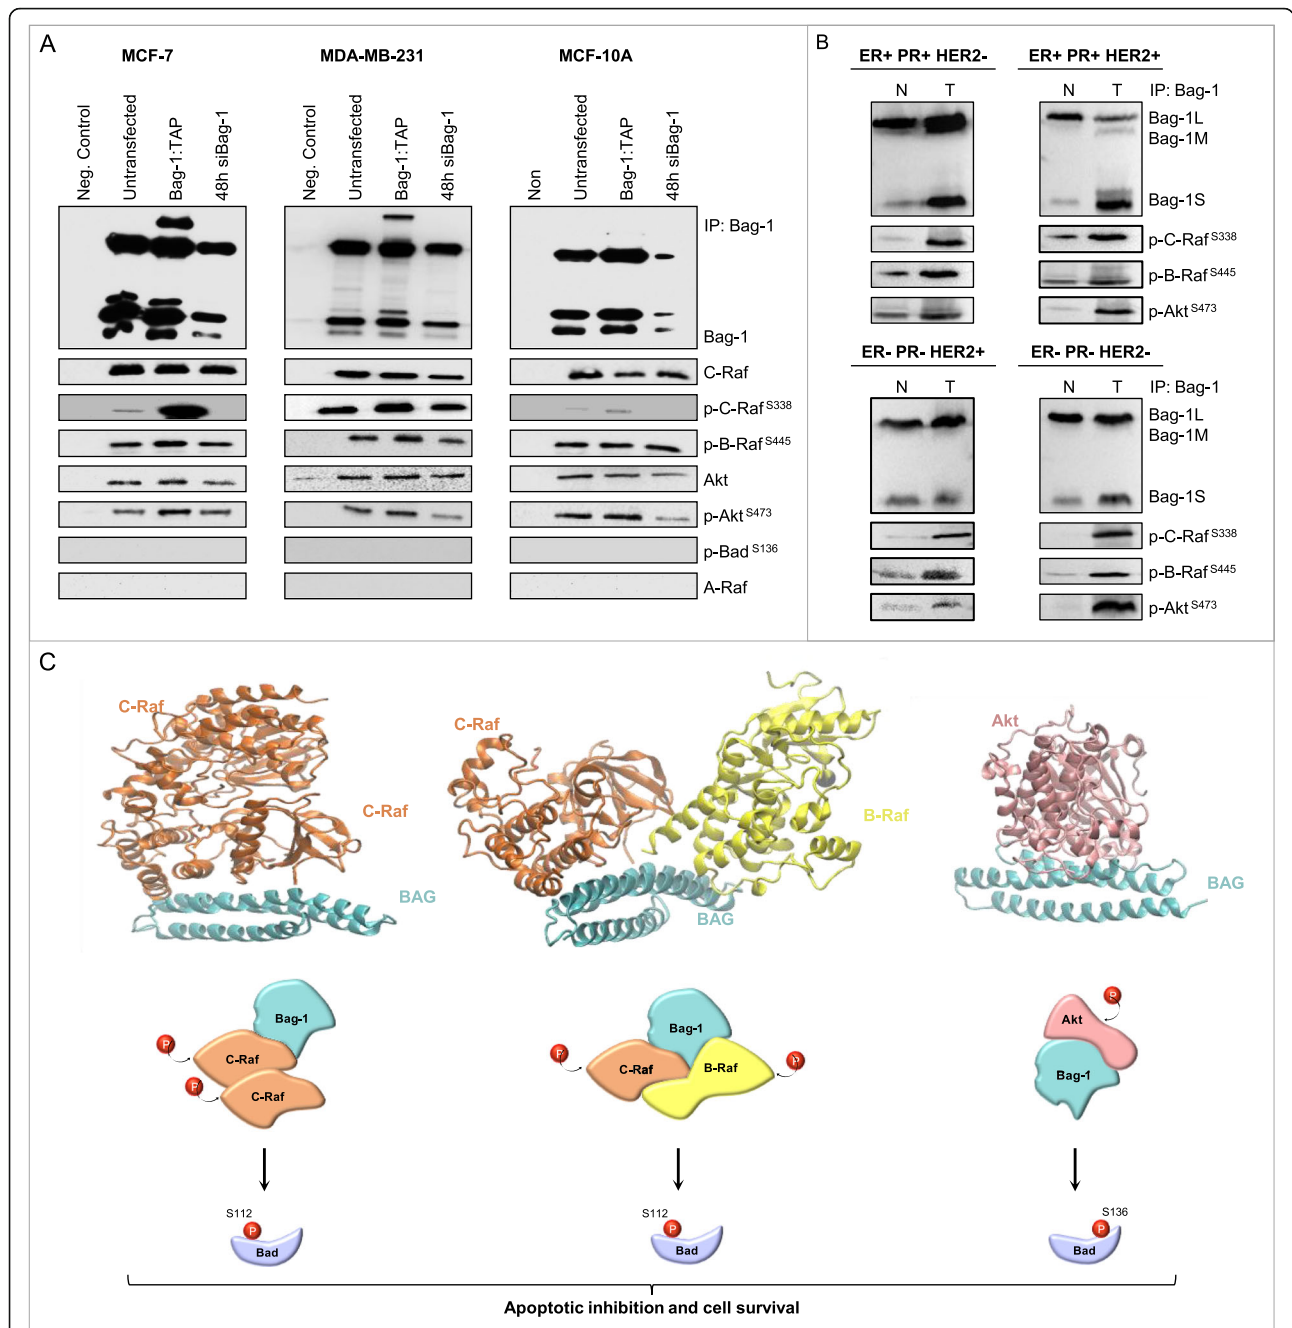 A
MCF-7
MDA-MB-231
MCF-10A
Neg. Control
Untransfected
Bag-1:TAP
48h siBag-1
Neg. Control
Untransfected
Bag-1:TAP
48h siBag-1
Non
Untransfected
Bag-1:TAP
48h siBag-1
IP: Bag-1
Bag-1
C-Raf
p-C-Raf S338
p-B-Raf S445
Akt
p-Akt S473
p-Bad S136
A-Raf
B
ER+ PR+ HER2-
ER+ PR+ HER2+
N T
N T
IP: Bag-1
Bag-1L
Bag-1M
Bag-1S
p-C-Raf S338
p-B-Raf S445
p-Akt S473
ER- PR- HER2+
ER- PR- HER2-
N T
N T
IP: Bag-1
Bag-1L
Bag-1M
Bag-1S
p-C-Raf S338
p-B-Raf S445
p-Akt S473
C
C-Raf
C-Raf
BAG
C-Raf
B-Raf
BAG
Akt
BAG
Bag-1
P
C-Raf
P
C-Raf
Bag-1
P
C-Raf
B-Raf
P
P
Akt
Bag-1
S112
P
Bad
S112
P
Bad
S136
P
Bad
Apoptotic inhibition and cell survival